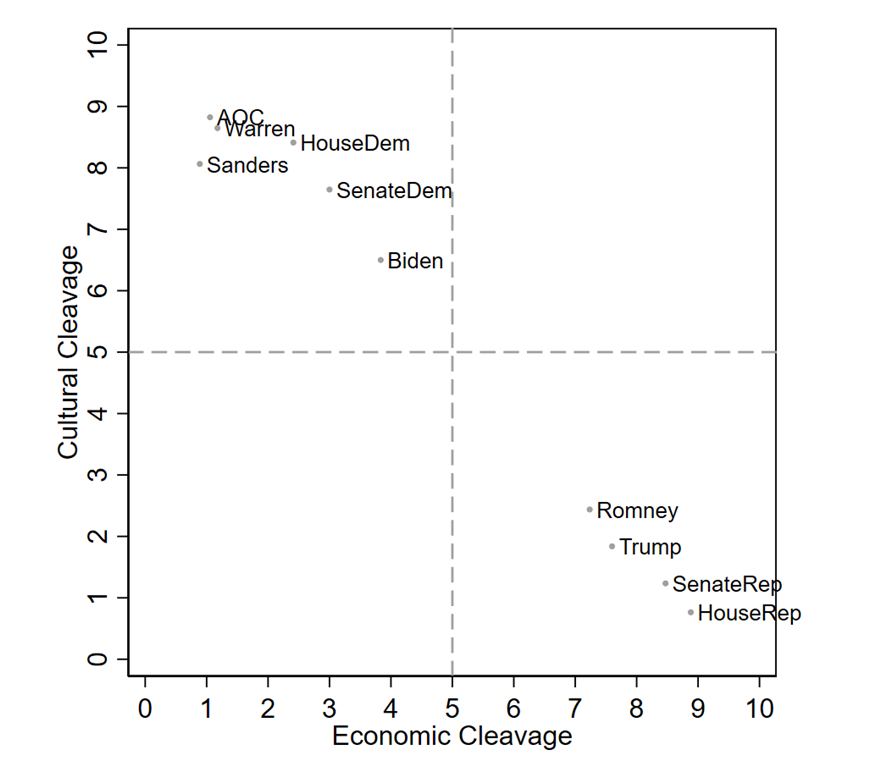 10
9
8
7
6
5
4
3
2
1
0
Cultural Cleavage
AOC
Warren
HouseDem
Sanders
SenateDem
Biden
Romney
Trump
SenateRep
HouseRep
0 1 2 3 4 5 6 7 8 9 10
Economic Cleavage